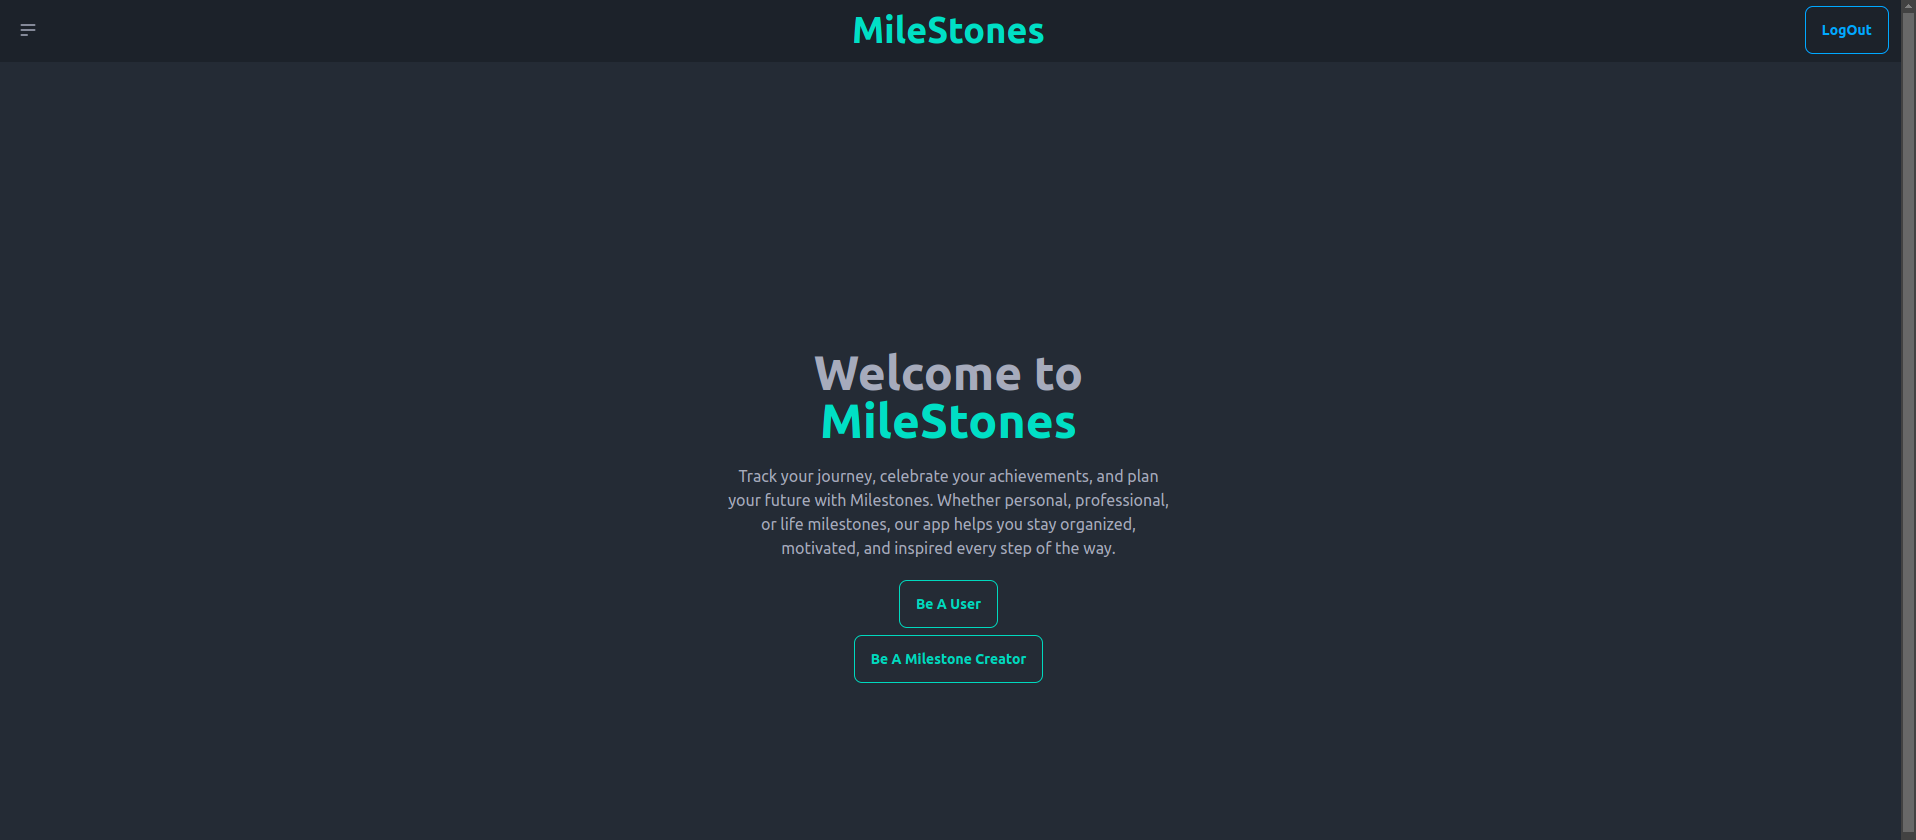 MileStones
LogOut
Welcome to
MileStones
Track your journey, celebrate your achievements, and plan
your future with Milestones. Whether personal, professional,
or life milestones, our app helps you stay organized,
motivated, and inspired every step of the way.
Be A User
Be A Milestone Creator